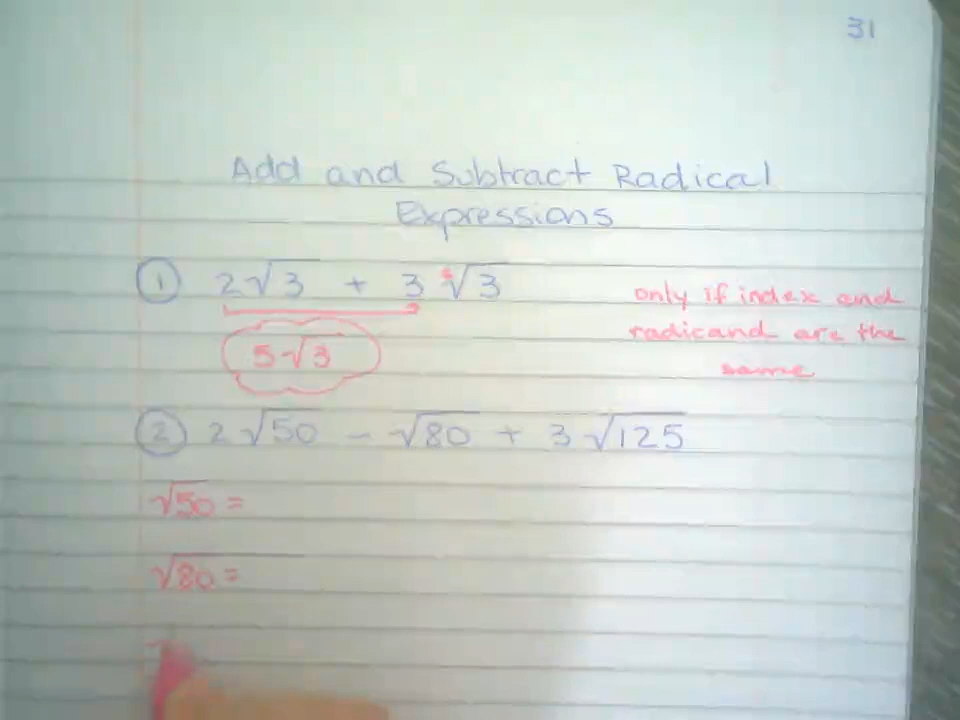 31
Add and Subtract Radical
Expressions
① 2√3 + 3√3
only if index and
radicand are the
same
5√3
② 2√50 - √80 + 3√125
√50 =
√80 =